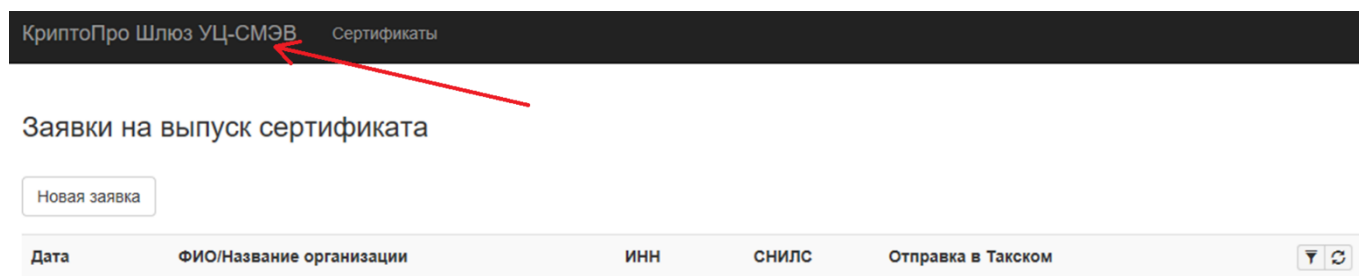 КриптоПро Шлюз УЦ-СМЭВ Сертификаты
Заявки на выпуск сертификата
Новая заявка
Дата ФИО/Название организации ИНН СНИЛС Отправка в Такском